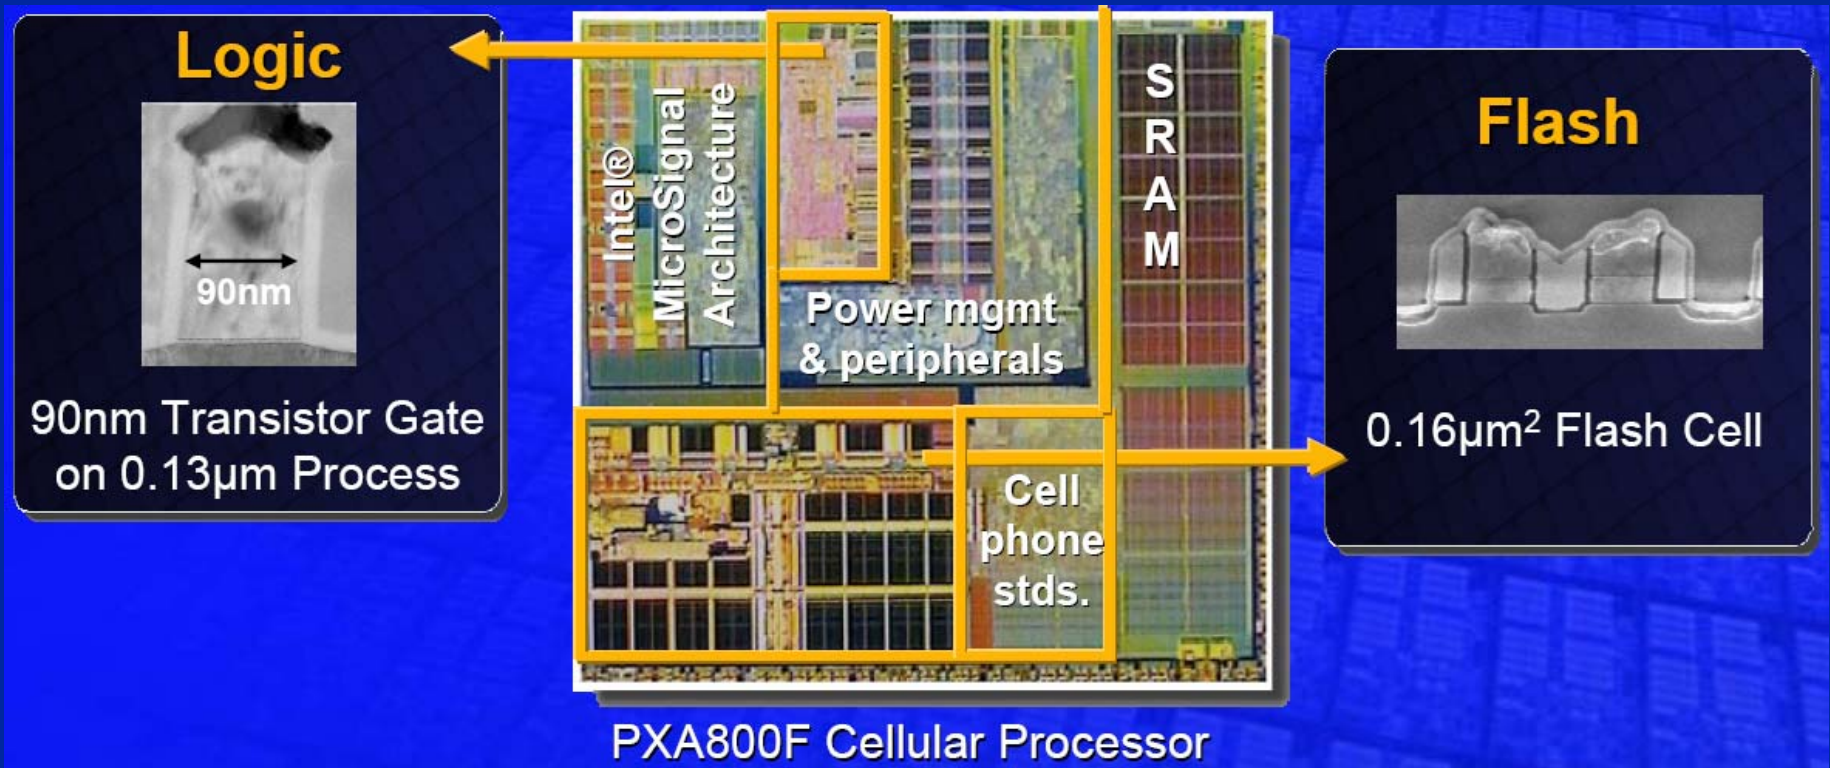 Logic
90nm
90nm Transistor Gate
on 0.13µm Process
Intel®
MicroSignal
Architecture
Power mgmt
& peripherals
S
R
A
M
Cell
phone
stds.
Flash
0.16µm² Flash Cell
PXA800F Cellular Processor